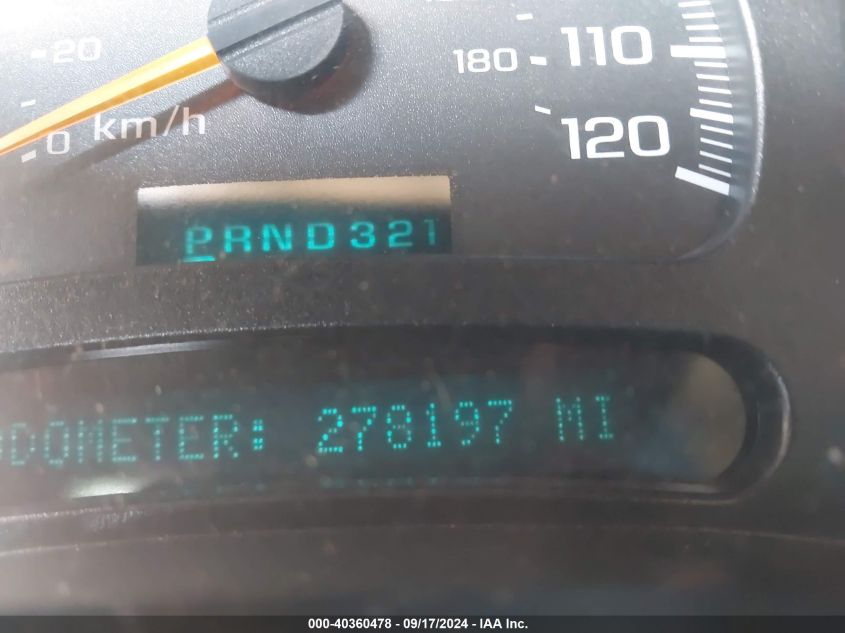 20
110
180
km/h
0
120
PRND321
ODOMETER: 278197 MI
000-40360478 - 09/17/2024 - IAA Inc.